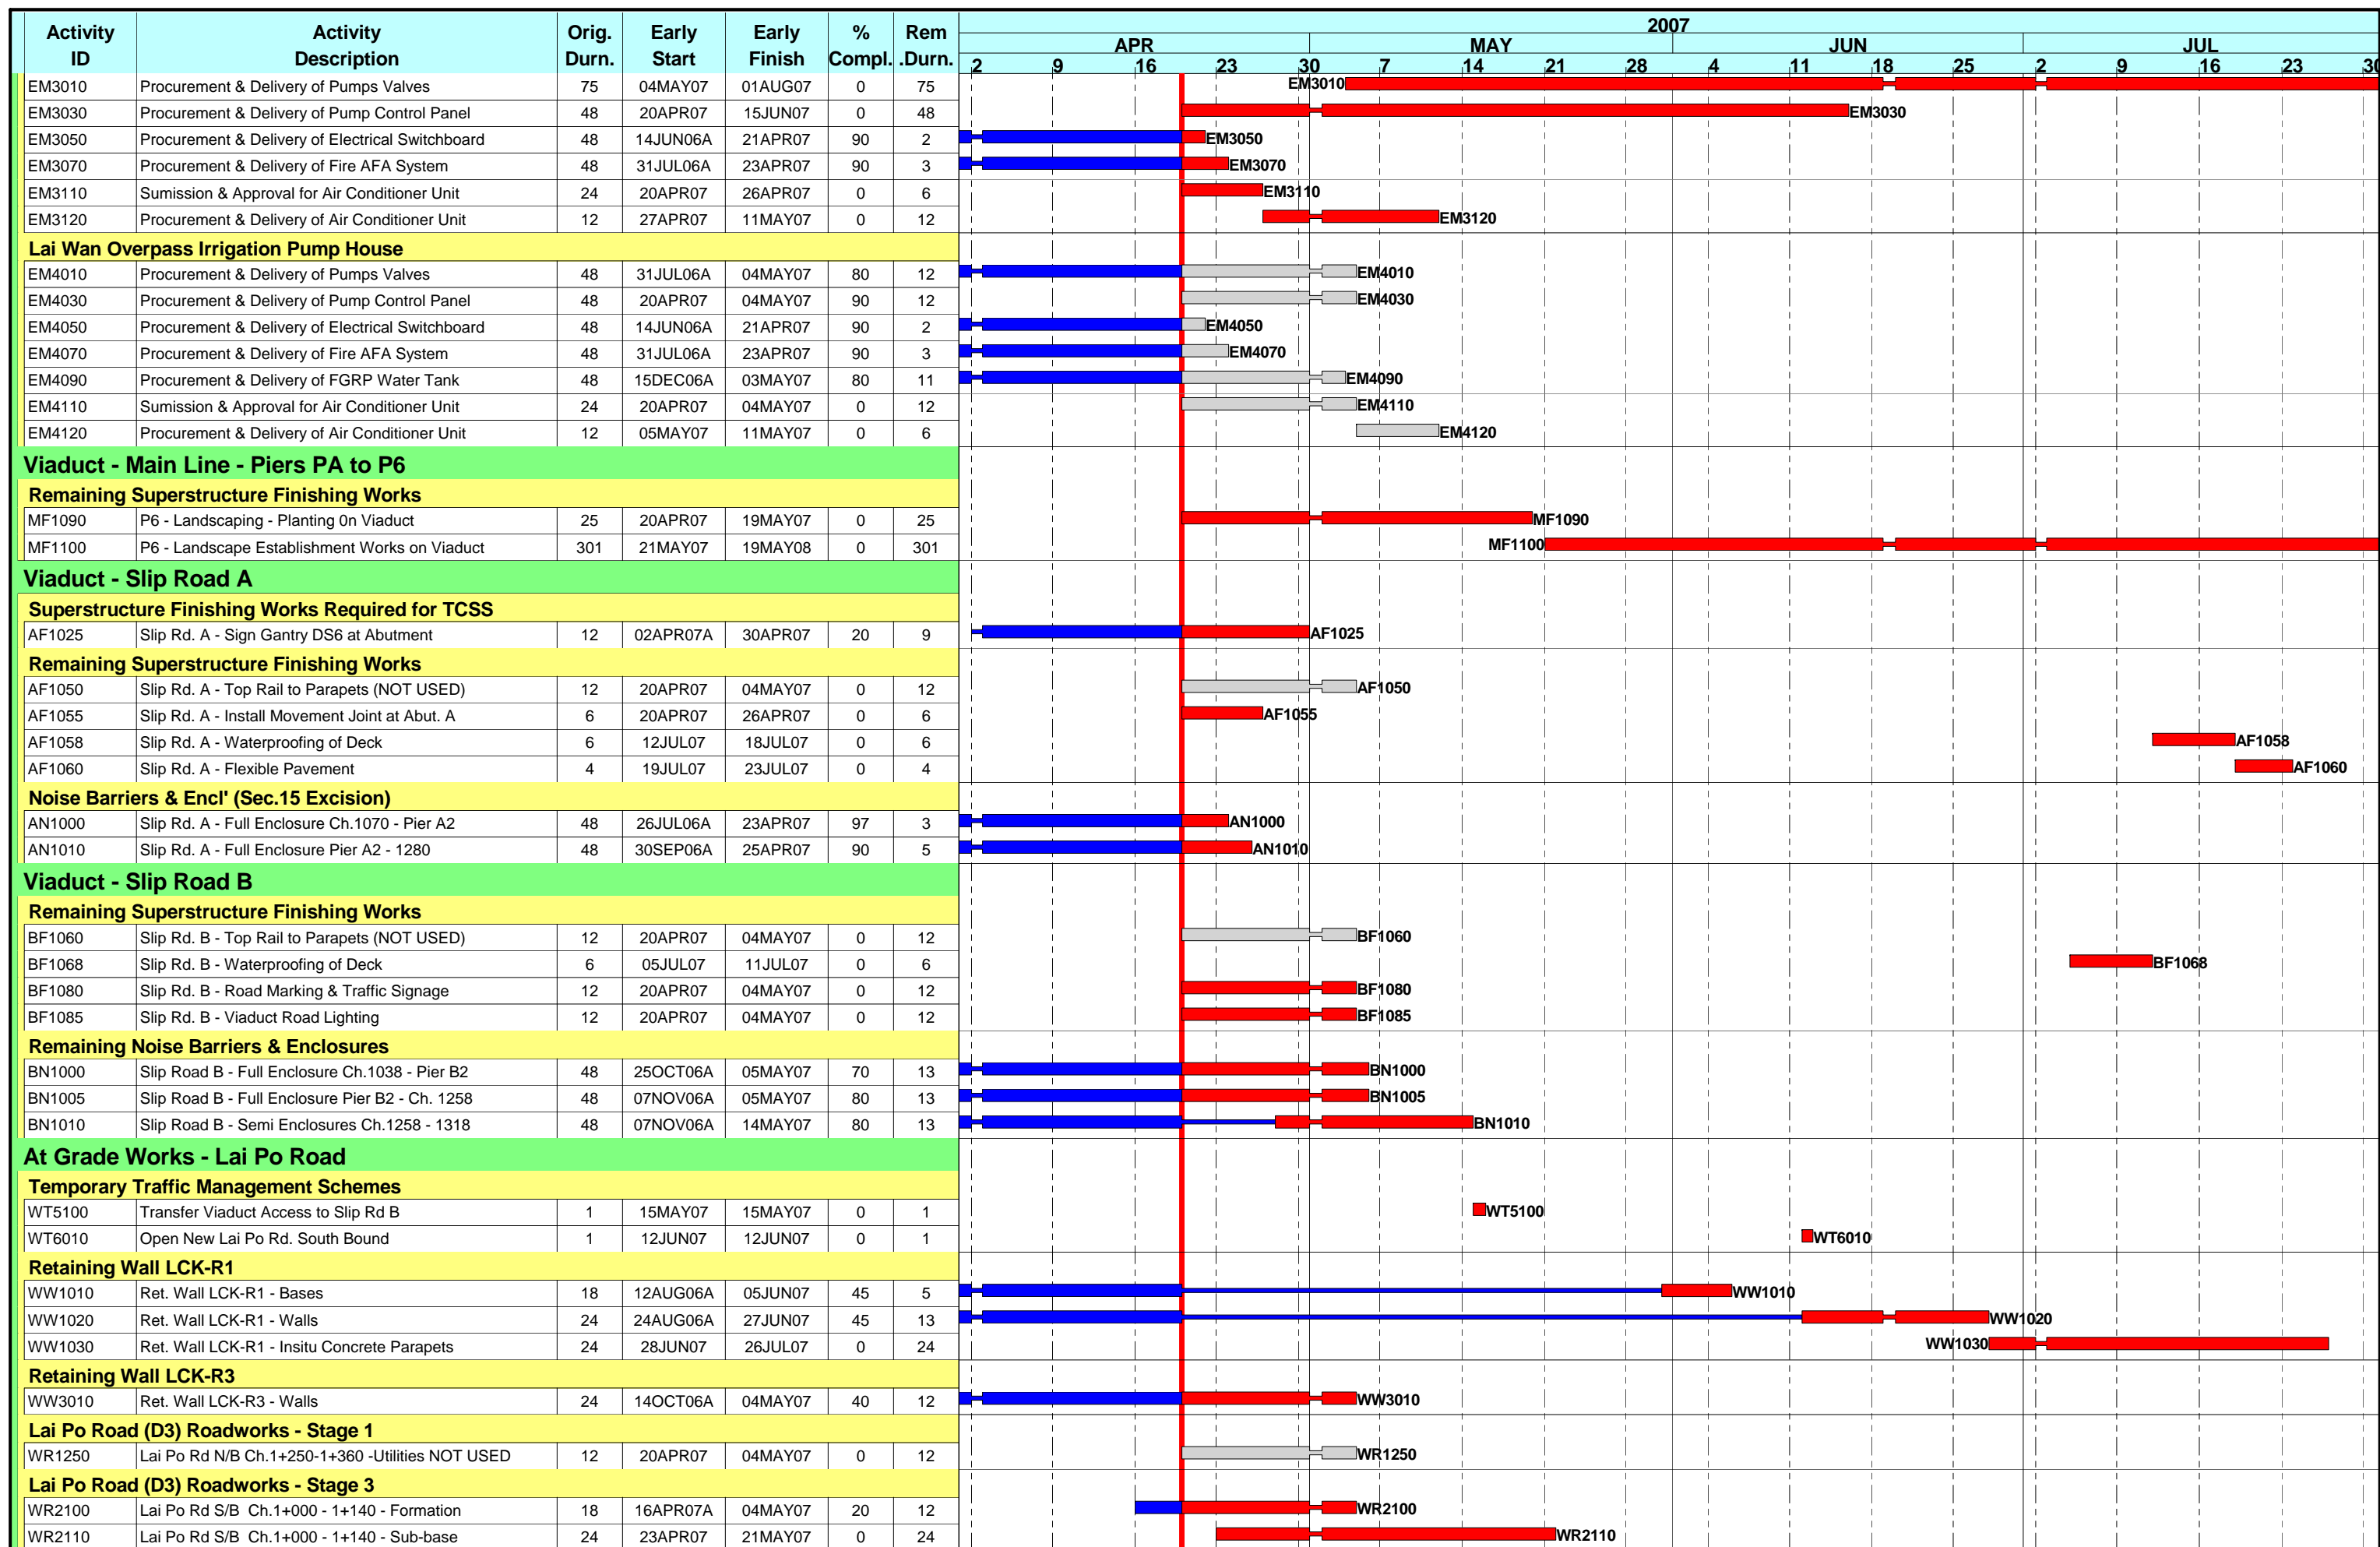 2007
Activity Activity Orig. Early Early % Rem
APR MAY JUN JUL
ID Description Durn. Start Finish Compl. .Durn.
2 9 16 23 30 7 14 21 28 4 11 18 25 2 9 16 23 30
EM3010 Procurement & Delivery of Pumps Valves 75 04MAY07 01AUG07 0 75 EM3010
EM3030 Procurement & Delivery of Pump Control Panel 48 20APR07 15JUN07 0 48 EM3030
EM3050 Procurement & Delivery of Electrical Switchboard 48 14JUN06A 21APR07 90 2 EM3050
EM3070 Procurement & Delivery of Fire AFA System 48 31JUL06A 23APR07 90 3 EM3070
EM3110 Sumission & Approval for Air Conditioner Unit 24 20APR07 26APR07 0 6 EM3110
EM3120 Procurement & Delivery of Air Conditioner Unit 12 27APR07 11MAY07 0 12 EM3120
Lai Wan Overpass Irrigation Pump House
EM4010 Procurement & Delivery of Pumps Valves 48 31JUL06A 04MAY07 80 12 EM4010
EM4030 Procurement & Delivery of Pump Control Panel 48 20APR07 04MAY07 90 12 EM4030
EM4050 Procurement & Delivery of Electrical Switchboard 48 14JUN06A 21APR07 90 2 EM4050
EM4070 Procurement & Delivery of Fire AFA System 48 31JUL06A 23APR07 90 3 EM4070
EM4090 Procurement & Delivery of FGRP Water Tank 48 15DEC06A 03MAY07 80 11 EM4090
EM4110 Sumission & Approval for Air Conditioner Unit 24 20APR07 04MAY07 0 12 EM4110
EM4120 Procurement & Delivery of Air Conditioner Unit 12 05MAY07 11MAY07 0 6 EM4120
Viaduct - Main Line - Piers PA to P6
Remaining Superstructure Finishing Works
MF1090 P6 - Landscaping - Planting 0n Viaduct 25 20APR07 19MAY07 0 25 MF1090
MF1100 P6 - Landscape Establishment Works on Viaduct 301 21MAY07 19MAY08 0 301 MF1100
Viaduct - Slip Road A
Superstructure Finishing Works Required for TCSS
AF1025 Slip Rd. A - Sign Gantry DS6 at Abutment 12 02APR07A 30APR07 20 9 AF1025
Remaining Superstructure Finishing Works
AF1050 Slip Rd. A - Top Rail to Parapets (NOT USED) 12 20APR07 04MAY07 0 12 AF1050
AF1055 Slip Rd. A - Install Movement Joint at Abut. A 6 20APR07 26APR07 0 6 AF1055
AF1058 Slip Rd. A - Waterproofing of Deck 6 12JUL07 18JUL07 0 6 AF1058
AF1060 Slip Rd. A - Flexible Pavement 4 19JUL07 23JUL07 0 4 AF1060
Noise Barriers & Encl' (Sec.15 Excision)
AN1000 Slip Rd. A - Full Enclosure Ch.1070 - Pier A2 48 26JUL06A 23APR07 97 3 AN1000
AN1010 Slip Rd. A - Full Enclosure Pier A2 - 1280 48 30SEP06A 25APR07 90 5 AN1010
Viaduct - Slip Road B
Remaining Superstructure Finishing Works
BF1060 Slip Rd. B - Top Rail to Parapets (NOT USED) 12 20APR07 04MAY07 0 12 BF1060
BF1068 Slip Rd. B - Waterproofing of Deck 6 05JUL07 11JUL07 0 6 BF1068
BF1080 Slip Rd. B - Road Marking & Traffic Signage 12 20APR07 04MAY07 0 12 BF1080
BF1085 Slip Rd. B - Viaduct Road Lighting 12 20APR07 04MAY07 0 12 BF1085
Remaining Noise Barriers & Enclosures
BN1000 Slip Road B - Full Enclosure Ch.1038 - Pier B2 48 25OCT06A 05MAY07 70 13 BN1000
BN1005 Slip Road B - Full Enclosure Pier B2 - Ch. 1258 48 07NOV06A 05MAY07 80 13 BN1005
BN1010 Slip Road B - Semi Enclosures Ch.1258 - 1318 48 07NOV06A 14MAY07 80 13 BN1010
At Grade Works - Lai Po Road
Temporary Traffic Management Schemes
WT5100 Transfer Viaduct Access to Slip Rd B 1 15MAY07 15MAY07 0 1 WT5100
WT6010 Open New Lai Po Rd. South Bound 1 12JUN07 12JUN07 0 1 WT6010
Retaining Wall LCK-R1
WW1010 Ret. Wall LCK-R1 - Bases 18 12AUG06A 05JUN07 45 5 WW1010
WW1020 Ret. Wall LCK-R1 - Walls 24 24AUG06A 27JUN07 45 13 WW1020
WW1030 Ret. Wall LCK-R1 - Insitu Concrete Parapets 24 28JUN07 26JUL07 0 24 WW1030
Retaining Wall LCK-R3
WW3010 Ret. Wall LCK-R3 - Walls 24 14OCT06A 04MAY07 40 12 WW3010
Lai Po Road (D3) Roadworks - Stage 1
WR1250 Lai Po Rd N/B Ch.1+250-1+360 -Utilities NOT USED 12 20APR07 04MAY07 0 12 WR1250
Lai Po Road (D3) Roadworks - Stage 3
WR2100 Lai Po Rd S/B Ch.1+000 - 1+140 - Formation 18 16APR07A 04MAY07 20 12 WR2100
WR2110 Lai Po Rd S/B Ch.1+000 - 1+140 - Sub-base 24 23APR07 21MAY07 0 24 WR2110